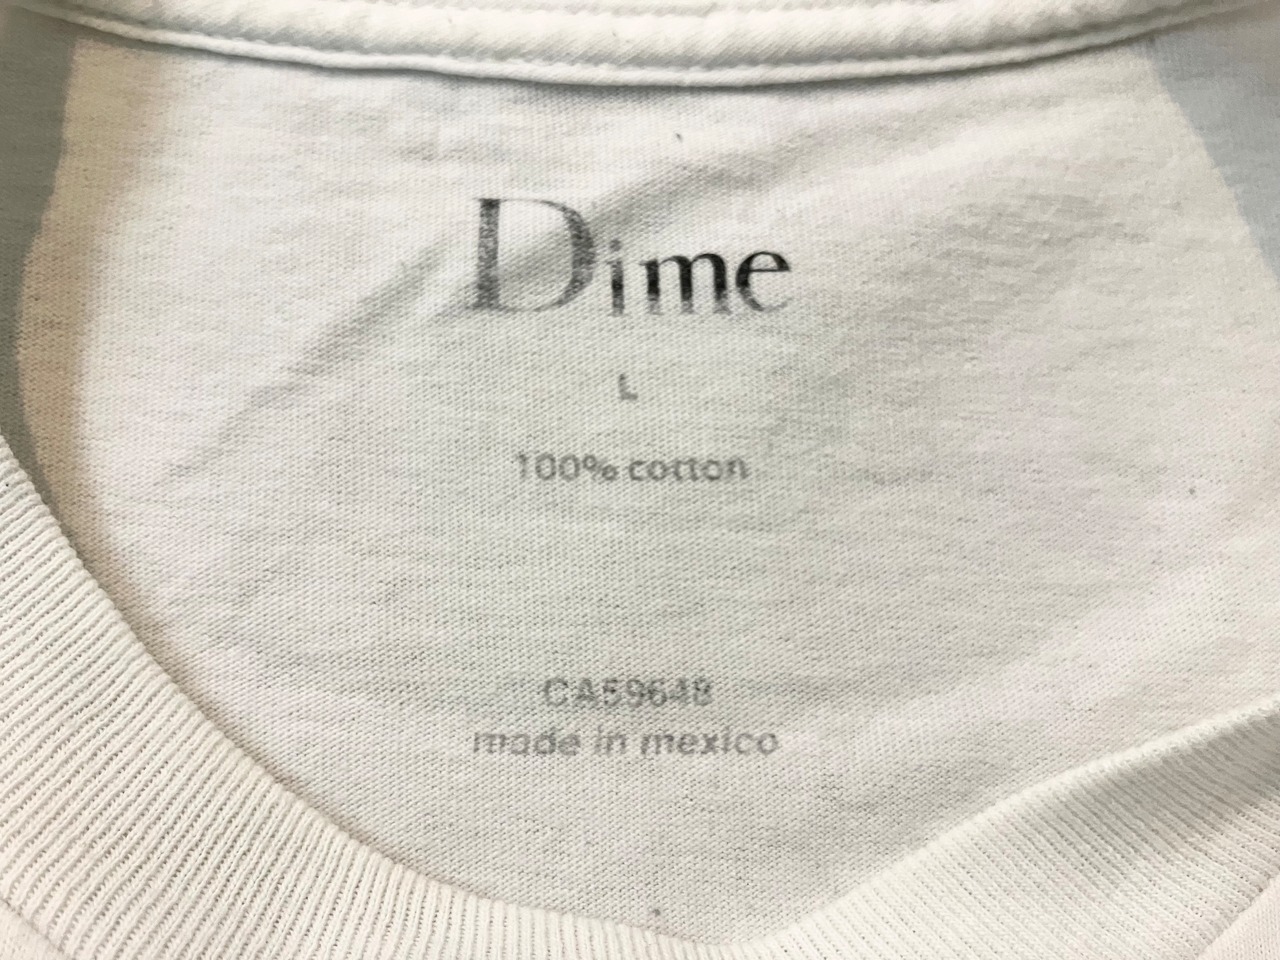 Dime
L
100% cotton
CA59648
made in mexico